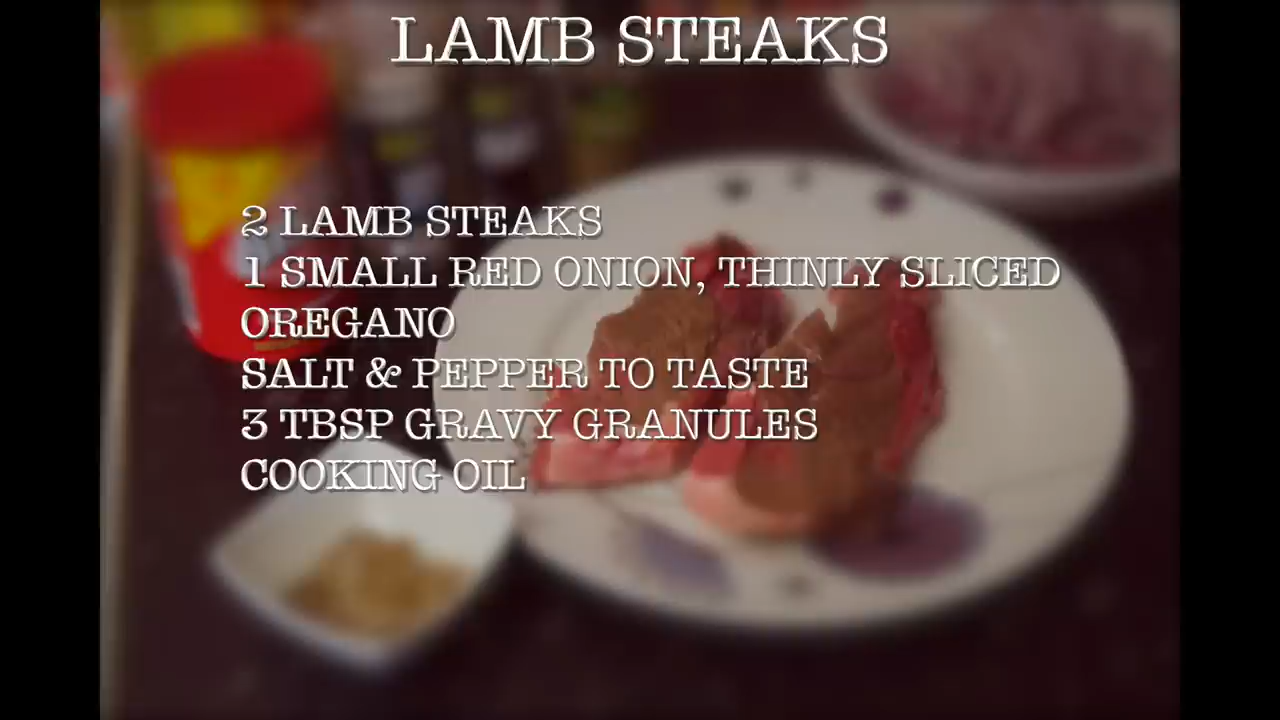 LAMB STEAKS
2 LAMB STEAKS
1 SMALL RED ONION, THINLY SLICED
OREGANO
SALT & PEPPER TO TASTE
3 TBSP GRAVY GRANULES
COOKING OIL